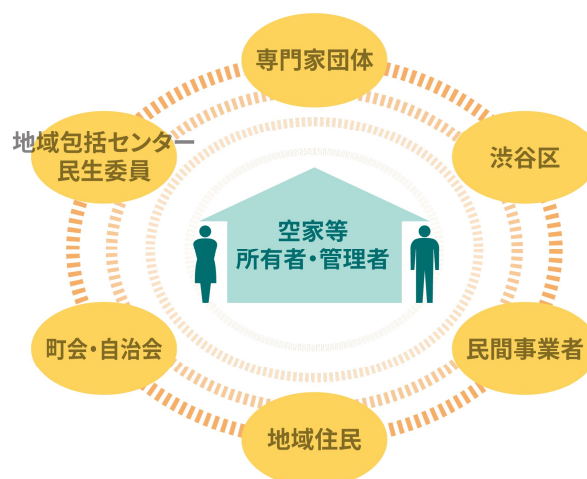 専門家団体
地域包括センター
民生委員
渋谷区
空家等
所有者・管理者
町会・自治会
民間事業者
地域住民